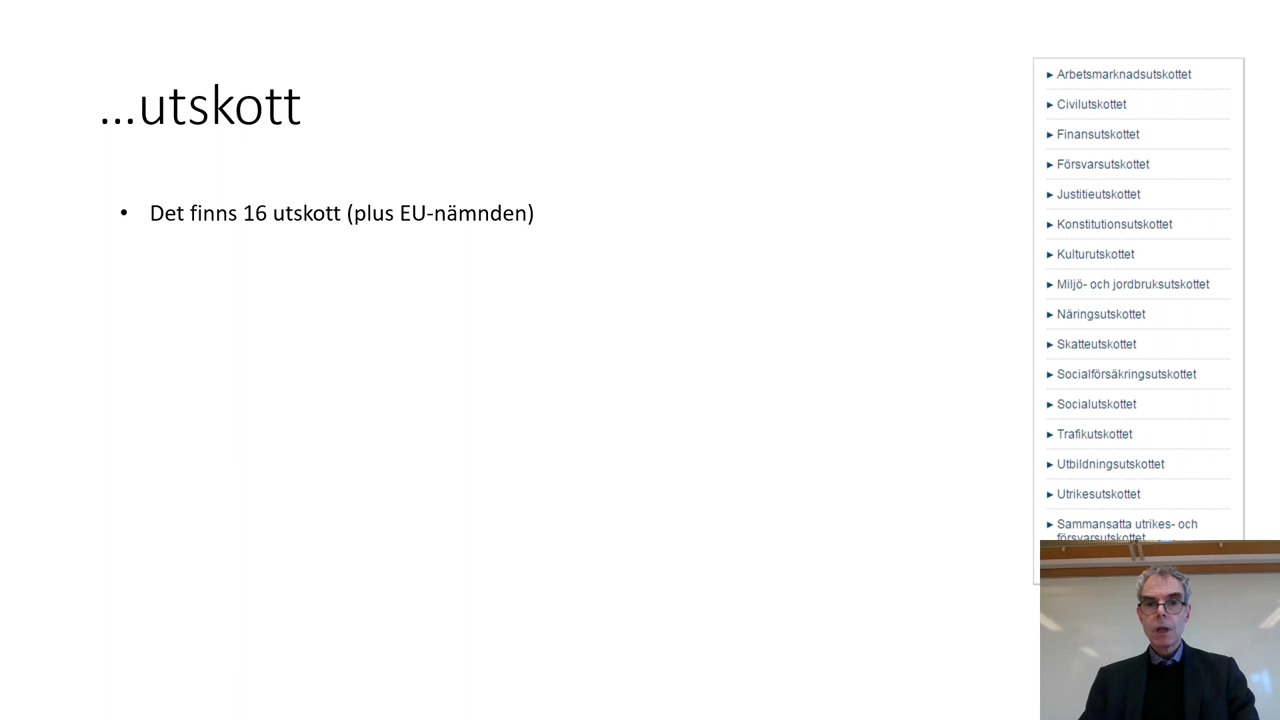 ...utskott
• Det finns 16 utskott (plus EU-nämnden)
Arbetsmarknadsutskottet
Civilutskottet
Finansutskottet
Försvarsutskottet
Justitieutskottet
Konstitutionsutskottet
Kulturutskottet
Miljö- och jordbruksutskottet
Näringsutskottet
Skatteutskottet
Socialförsäkringsutskottet
Socialutskottet
Trafikutskottet
Utbildningsutskottet
Utrikesutskottet
Sammansatta utrikes- och
försvarsutskottet